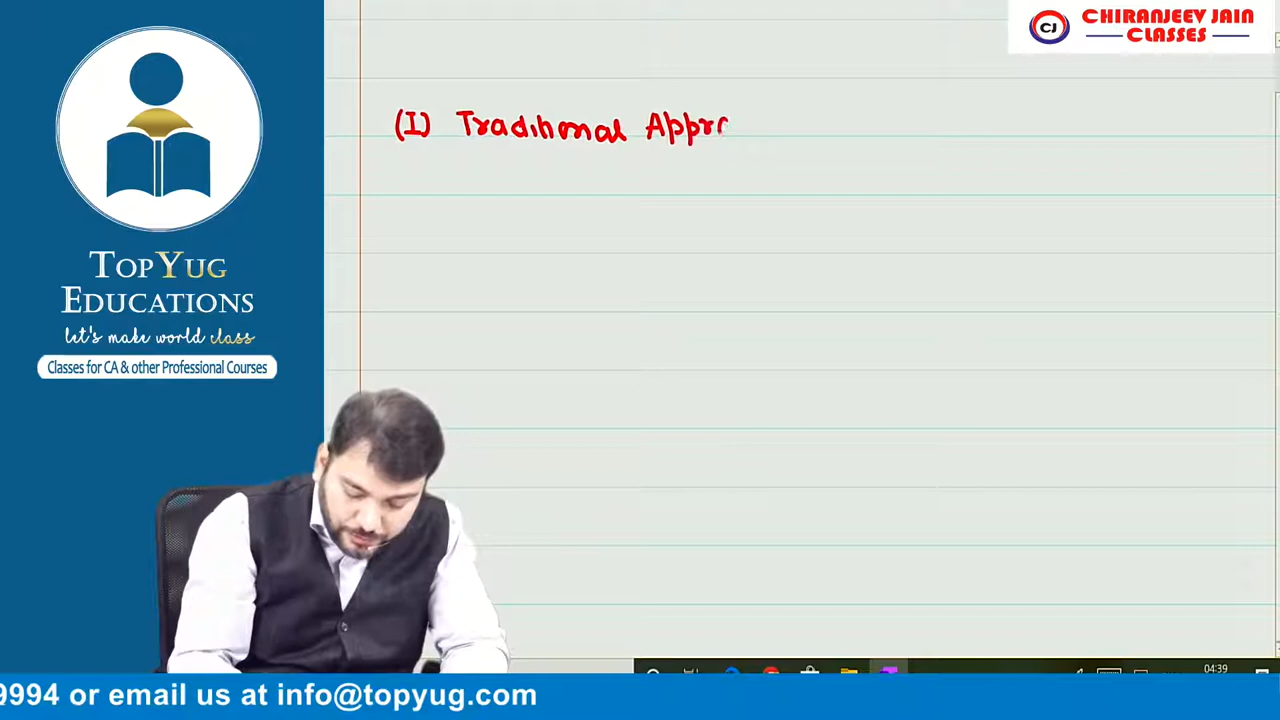 CHIRANJEEV JAIN
CJ
CLASSES
(I) Traditional Appro
TOPYUG
EDUCATIONS
let's make world class
Classes for CA & other Professional Courses
04:39
9994 or email us at info@topyug.com